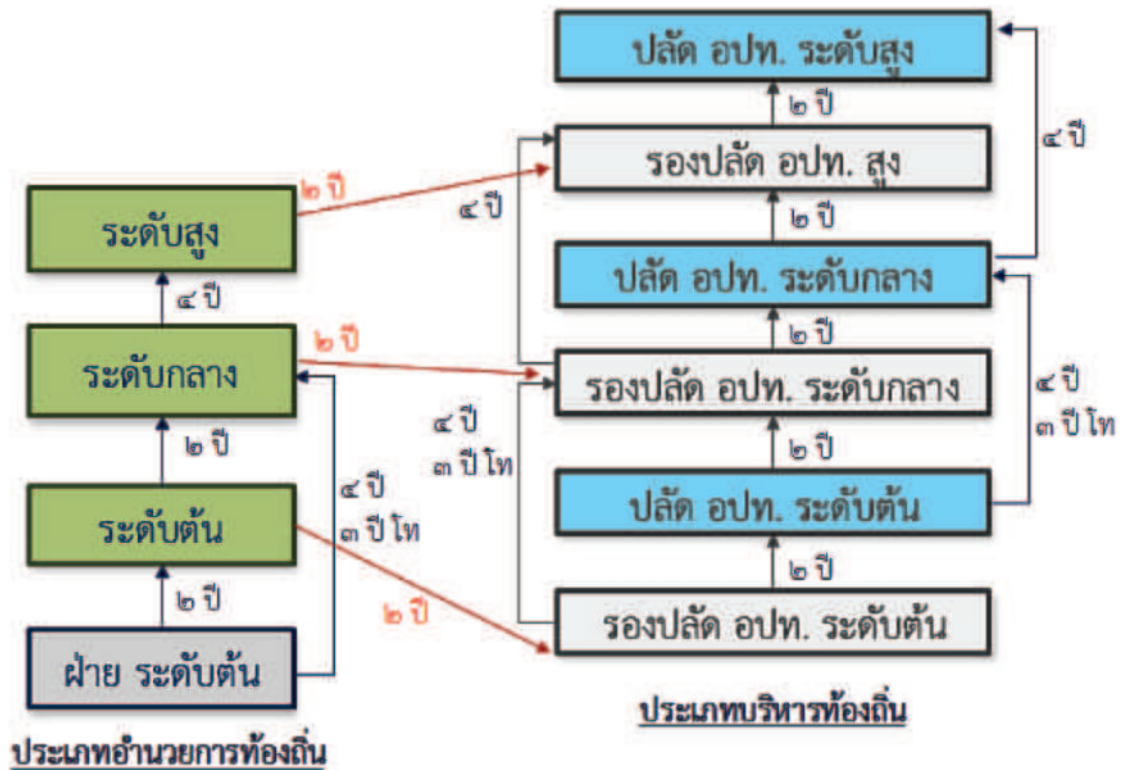 ปลัด อปท. ระดับสูง
๒ ปี
รองปลัด อปท. สูง
๔ ปี
๒ ปี
๔ ปี
ระดับสูง
๒ ปี
ปลัด อปท. ระดับกลาง
๔ ปี
๒ ปี
๒ ปี
ระดับกลาง
รองปลัด อปท. ระดับกลาง
๔ ปี
๓ ปี โท
๔ ปี
๓ ปี โท
๒ ปี
๒ ปี
๔ ปี
๓ ปี โท
ระดับต้น
ปลัด อปท. ระดับต้น
๒ ปี
๒ ปี
๒ ปี
ฝ่าย ระดับต้น
รองปลัด อปท. ระดับต้น
ประเภทบริหารท้องถิ่น
ประเภทอำนวยการท้องถิ่น